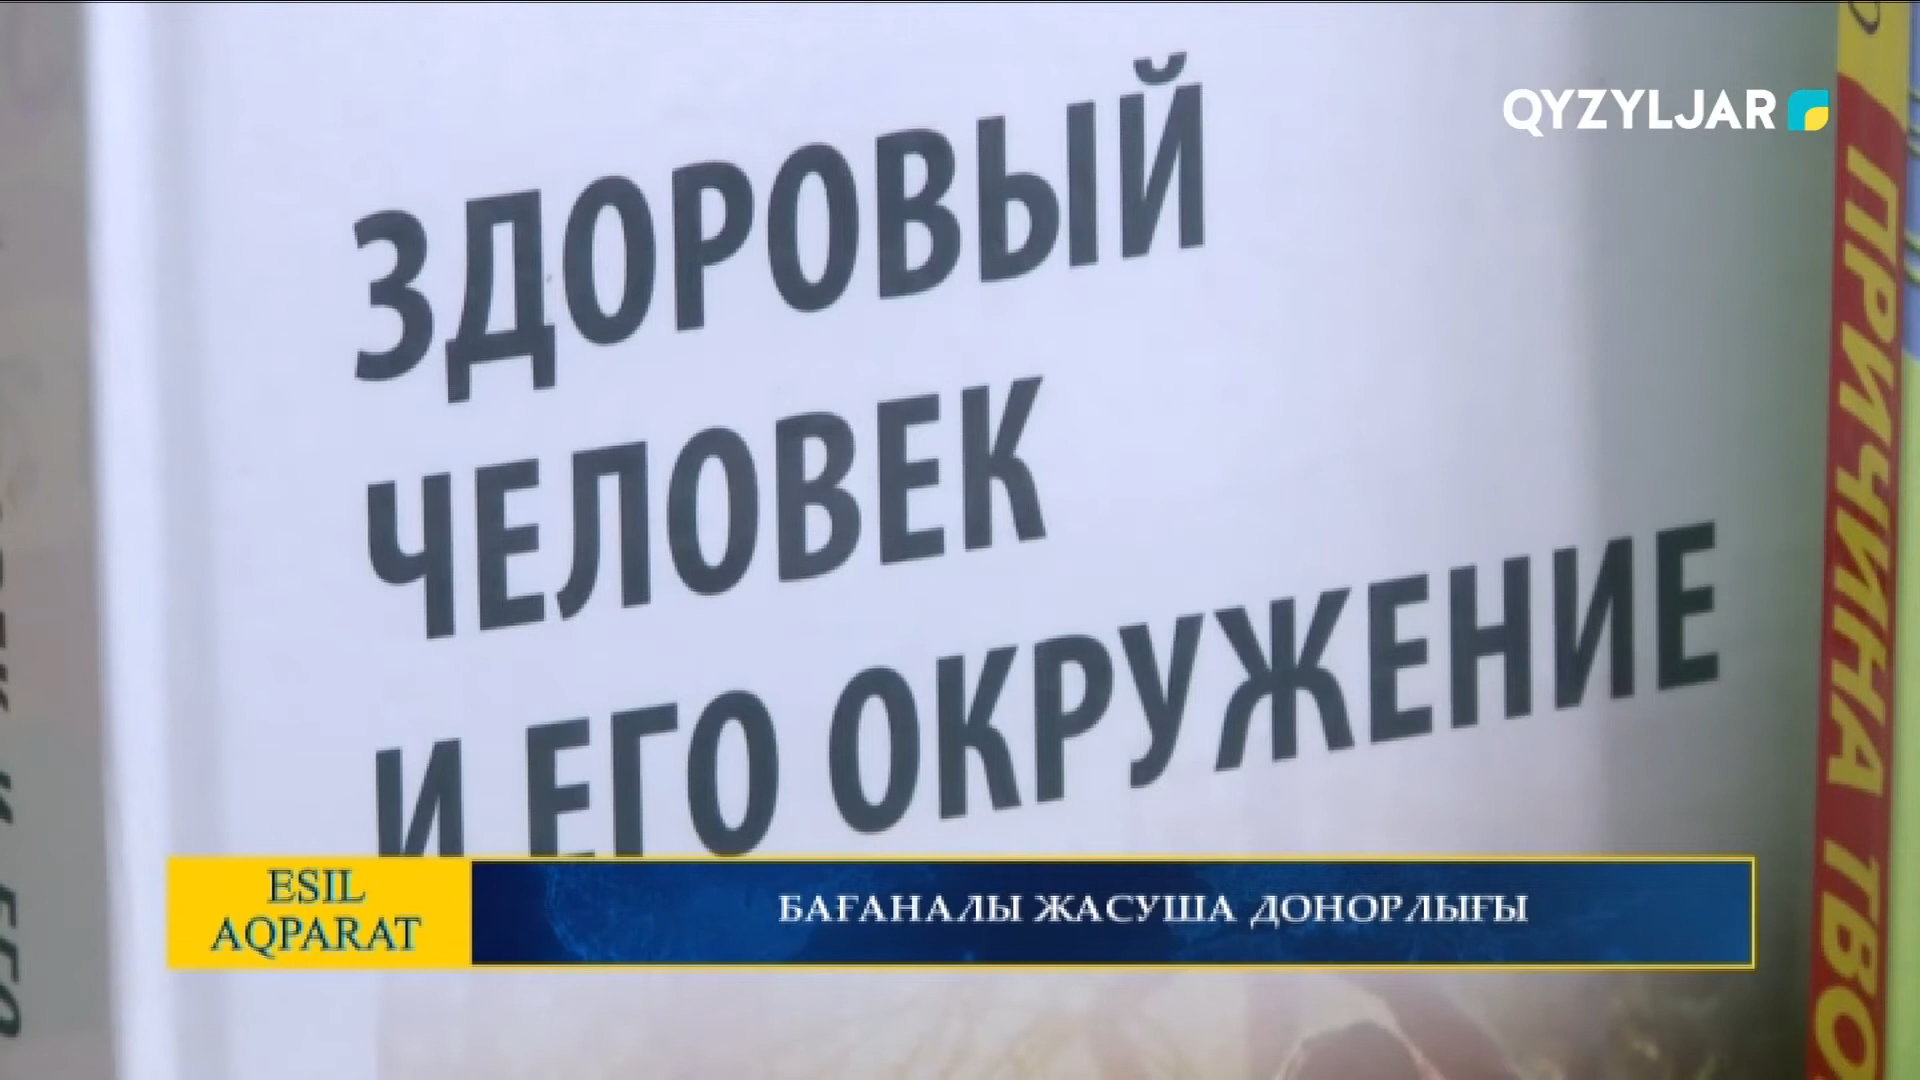 QYZYLJAR
ЗДОРОВЫЙ
ЧЕЛОВЕК
И ЕГО ОКРУЖЕНИЕ
ПРИЧИНА
ESIL
AQPARAT
БАҒАНАЛЫ ЖАСУША ДОНОРЛЫҒЫ